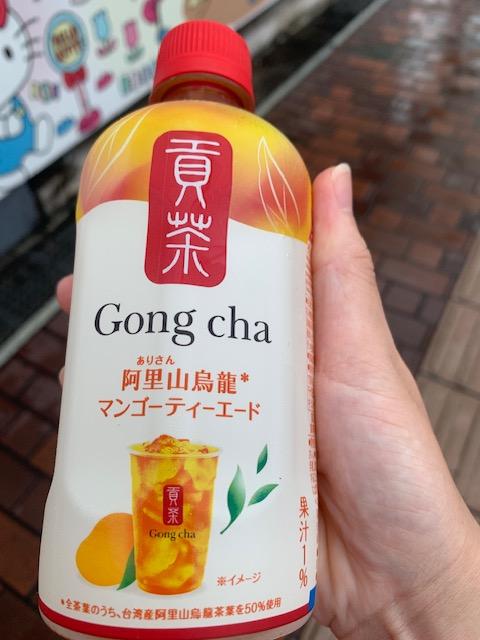 貢茶
Gong cha
ありさん
阿里山烏龍*
マンゴーティーエード
貢茶
Gong cha
※イメージ
果汁1%
*全茶葉のうち、台湾産阿里山烏龍茶葉を50%使用